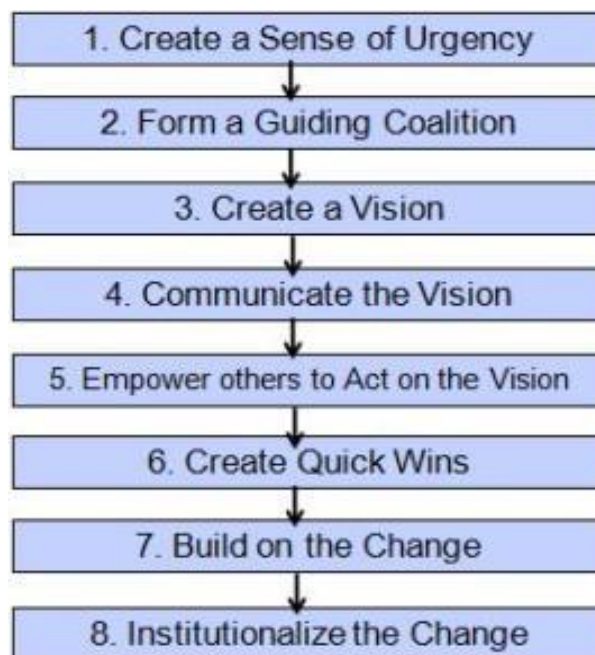 1. Create a Sense of Urgency
2. Form a Guiding Coalition
3. Create a Vision
4. Communicate the Vision
5. Empower others to Act on the Vision
6. Create Quick Wins
7. Build on the Change
8. Institutionalize the Change